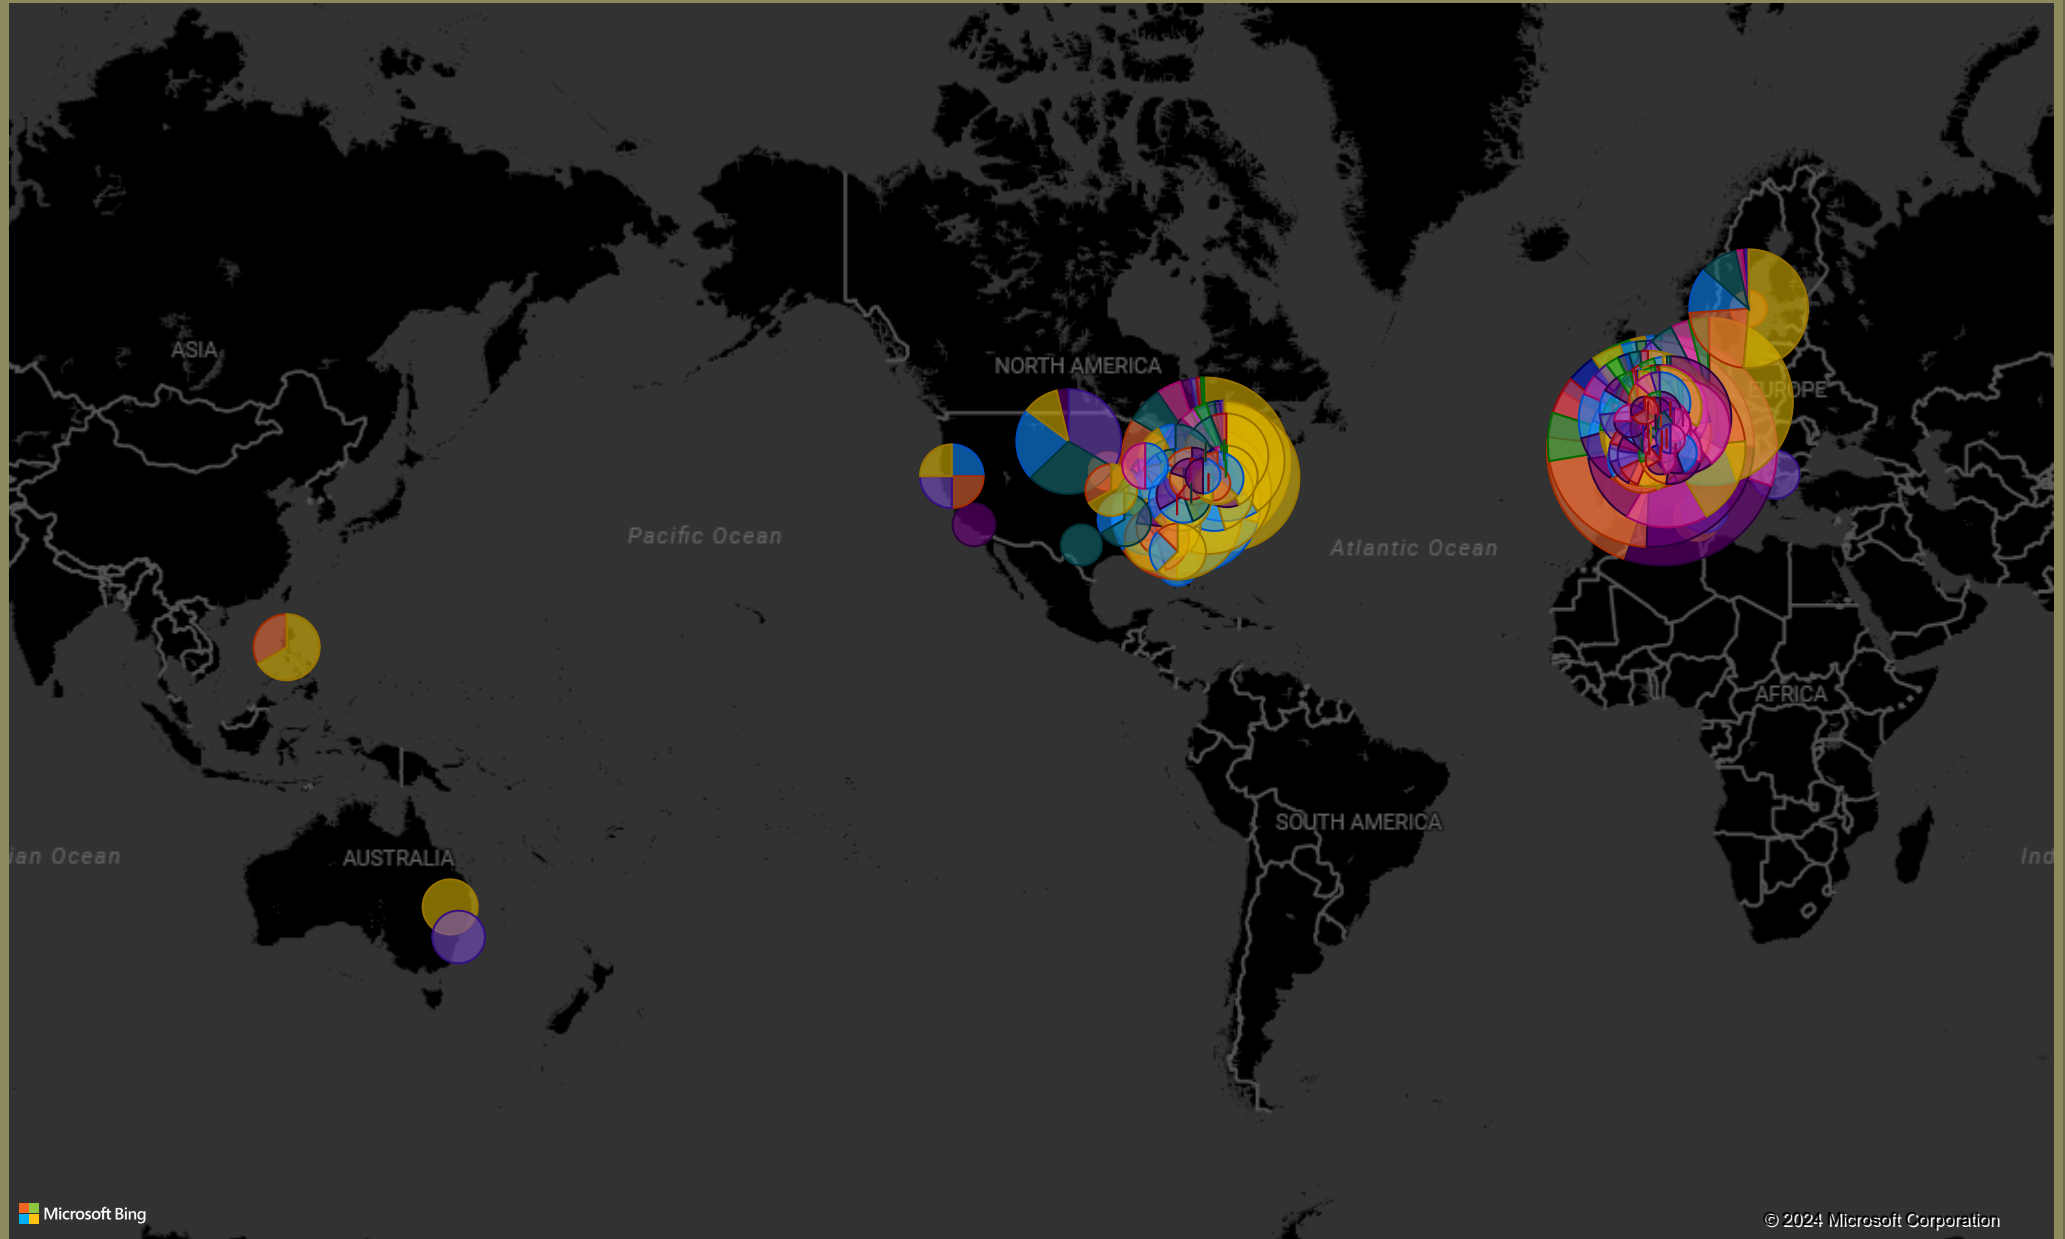 ASIA
NORTH AMERICA
EUROPE
Pacific Ocean
Atlantic Ocean
AFRICA
SOUTH AMERICA
AUSTRALIA
ian Ocean
Ind
Microsoft Bing
© 2024 Microsoft Corporation